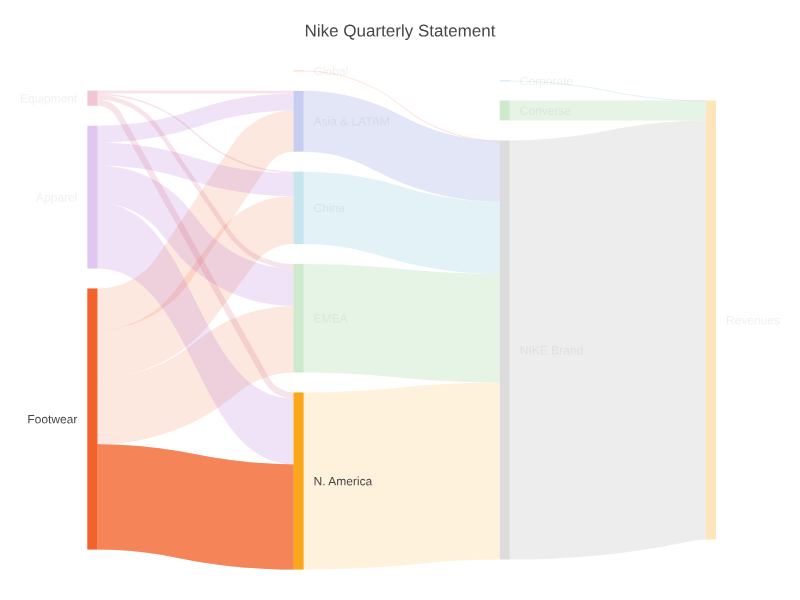 Nike Quarterly Statement
Global
Corporate
Equipment
Asia & LATAM
Converse
Apparel
China
EMEA
Revenues
NIKE Brand
Footwear
N. America